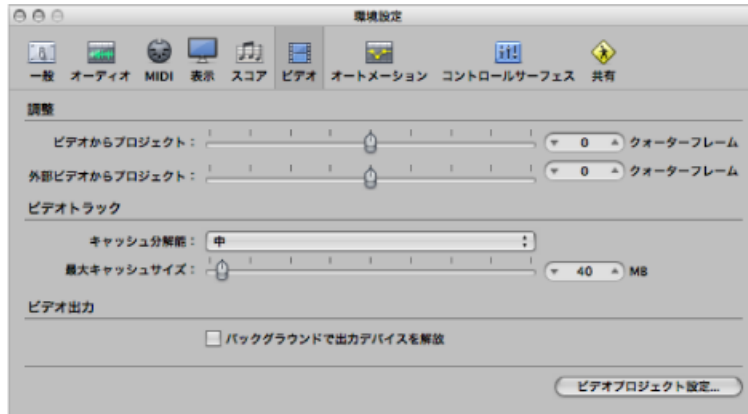 環境設定
一般 オーディオ MIDI 表示 スコア ビデオ オートメーション コントロールサーフェス 共有
調整
ビデオからプロジェクト： 0 クォーターフレーム
外部ビデオからプロジェクト： 0 クォーターフレーム
ビデオトラック
キャッシュ分解能： 中
最大キャッシュサイズ： 40 MB
ビデオ出力
バックグラウンドで出力デバイスを解放
ビデオプロジェクト設定...